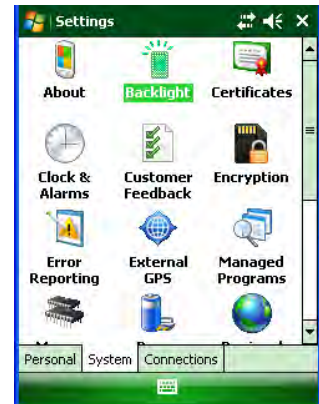 Settings
About Backlight Certificates
Clock & Customer Encryption
Alarms Feedback
Error External Managed
Reporting GPS Programs
Personal System Connections